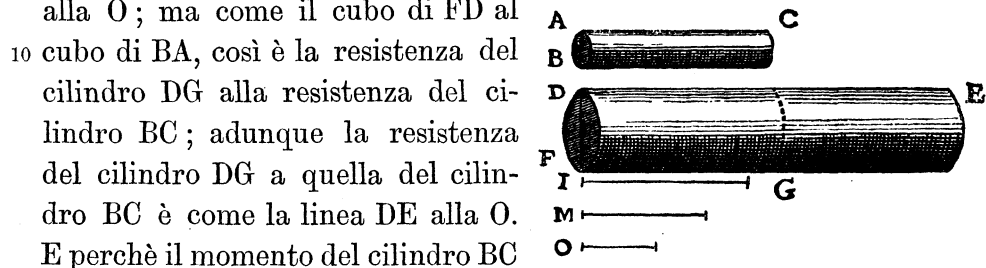 alla O ; ma come il cubo di FD al
10 cubo di BA, così è la resistenza del
cilindro DG alla resistenza del ci-
lindro BC ; adunque la resistenza
del cilindro DG a quella del cilin-
dro BC è come la linea DE alla O.
E perchè il momento del cilindro BC
A
C
B
D
E
F
I
G
M
O